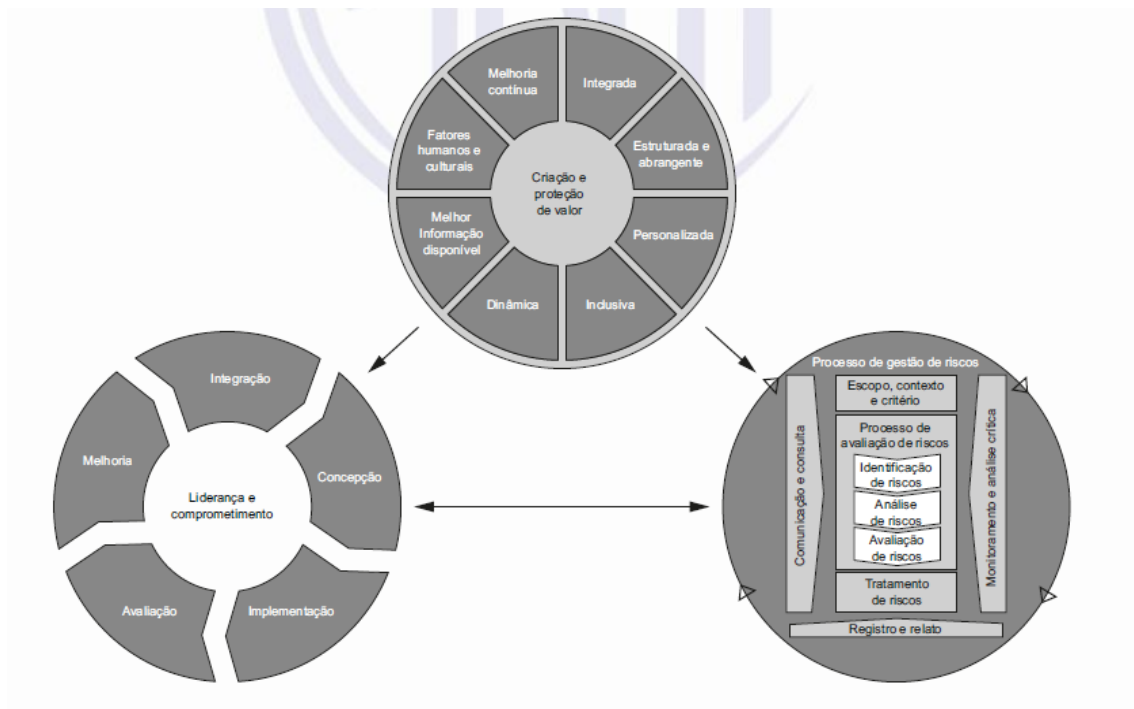 Melhoria
contínua
Integrada
Fatores
humanos e
culturais
Estruturada e
abrangente
Criação e
proteção
de valor
Melhor
Informação
disponível
Personalizada
Dinâmica
Inclusiva
Integração
Melhoria
Concepção
Liderança e
comprometimento
Avaliação
Implementação
Processo de gestão de riscos
Escopo, contexto
e critério
Comunicação e consulta
Processo de
avaliação de riscos
Identificação
de riscos
Análise
de riscos
Avaliação
de riscos
Tratamento
de riscos
Monitoramento e análise crítica
Registro e relato